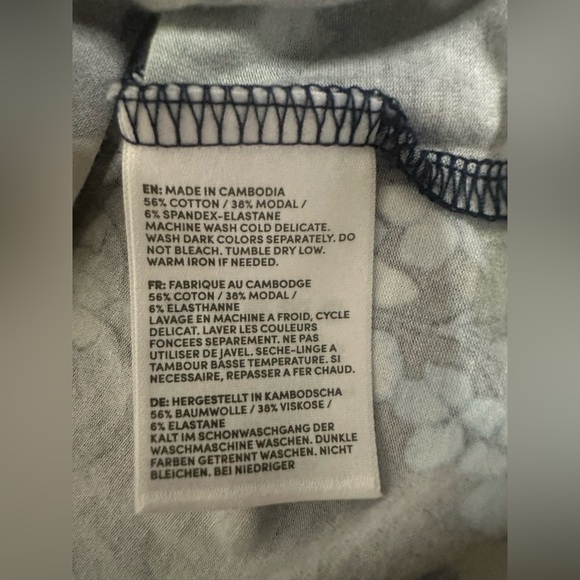 EN: MADE IN CAMBODIA
56% COTTON / 38% MODAL /
6% SPANDEX-ELASTANE
MACHINE WASH COLD DELICATE.
WASH DARK COLORS SEPARATELY. DO
NOT BLEACH. TUMBLE DRY LOW.
WARM IRON IF NEEDED.
FR: FABRIQUE AU CAMBODGE
56% COTON / 38% MODAL /
6% ELASTHANNE
LAVAGE EN MACHINE A FROID, CYCLE
DELICAT. LAVER LES COULEURS
FONCEES SEPAREMENT. NE PAS
UTILISER DE JAVEL. SECHE-LINGE A
TAMBOUR BASSE TEMPERATURE. SI
NECESSAIRE, REPASSER A FER CHAUD.
DE: HERGESTELLT IN KAMBODSCHA
56% BAUMWOLLE / 38% VISKOSE /
6% ELASTANE
KALT IM SCHONWASCHGANG DER
WASCHMASCHINE WASCHEN. DUNKLE
FARBEN GETRENNT WASCHEN. NICHT
BLEICHEN. BEI NIEDRIGER